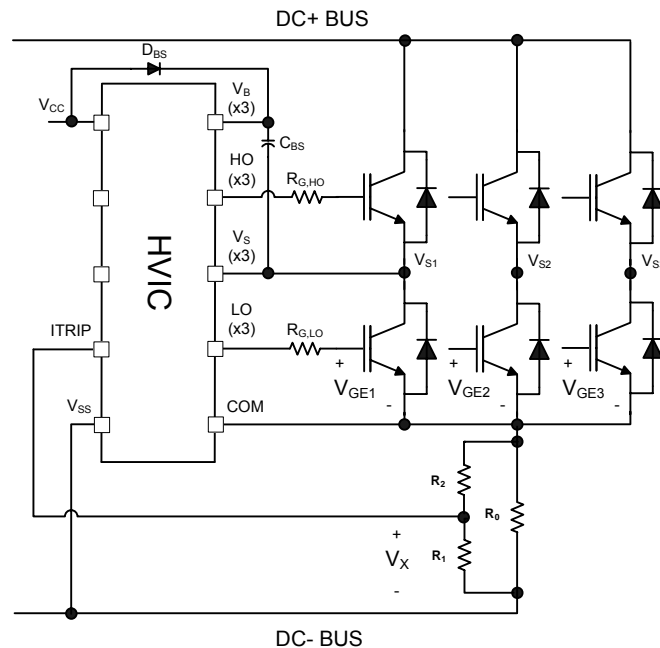 DC+ BUS
DBS
VCC
VB
(x3)
CBS
HO
(x3)
RG,HO
HVIC
VS
(x3)
VS1
VS2
VS
LO
(x3)
RG,LO
ITRIP
+
VGE1
-
+
VGE2
-
+
VGE3
-
VSS
COM
R2
R0
+
VX
-
R1
DC- BUS